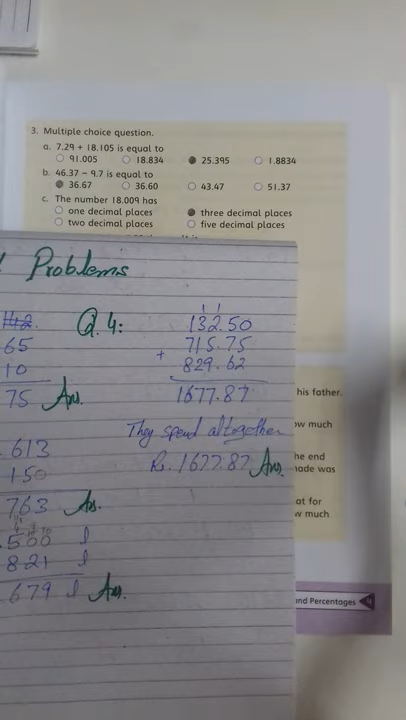 3. Multiple choice question.
a. 7.29 + 18.105 is equal to
91.005 18.834 25.395 1.8834
b. 46.37 – 9.7 is equal to
36.67 36.60 43.47 51.37
c. The number 18.009 has
one decimal places three decimal places
two decimal places five decimal places
Problems
Q.4: 132.50
65 715.75
10 + 829.62
75 Ans. 1677.87
his father.
They spend altogether
ow much
613 Rs. 1677.87 Ans.
he end
150
made was
763 Ans.
at for
w much
500 l
821 l
679 l Ans.
and Percentages